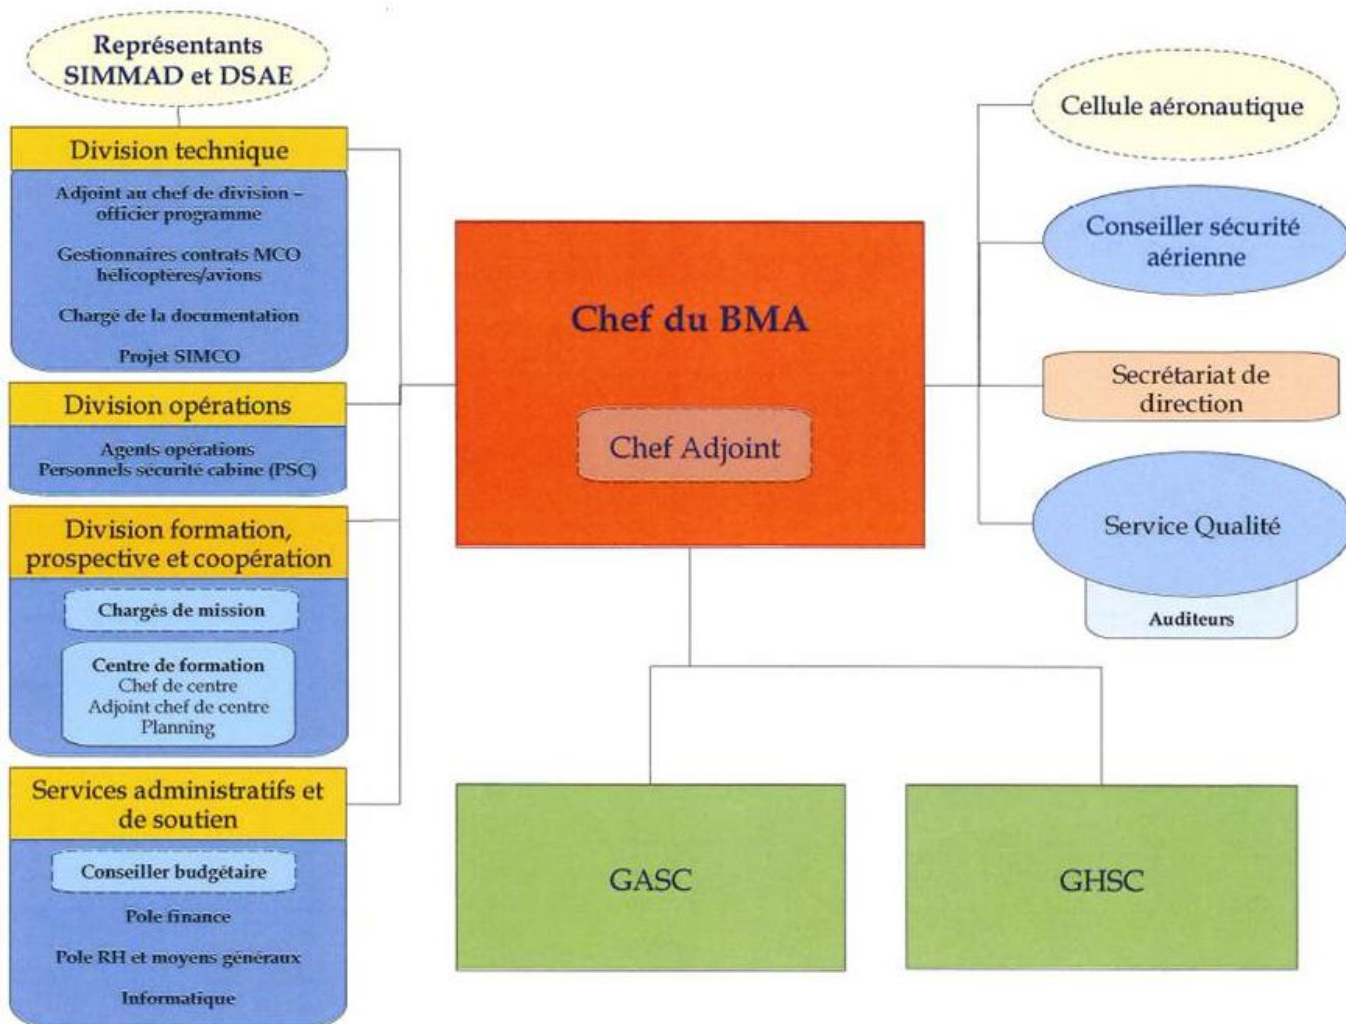 Représentants
SIMMAD et DSAE
Division technique
Adjoint au chef de division –
officier programme
Gestionnaires contrats MCO
hélicoptères/avions
Chargé de la documentation
Projet SIMCO
Division opérations
Agents opérations
Personnels sécurité cabine (PSC)
Division formation,
prospective et coopération
Chargés de mission
Centre de formation
Chef de centre
Adjoint chef de centre
Planning
Services administratifs et
de soutien
Conseiller budgétaire
Pole finance
Pole RH et moyens généraux
Informatique
Chef du BMA
Chef Adjoint
Cellule aéronautique
Conseiller sécurité
aérienne
Secrétariat de
direction
Service Qualité
Auditeurs
GASC
GHSC